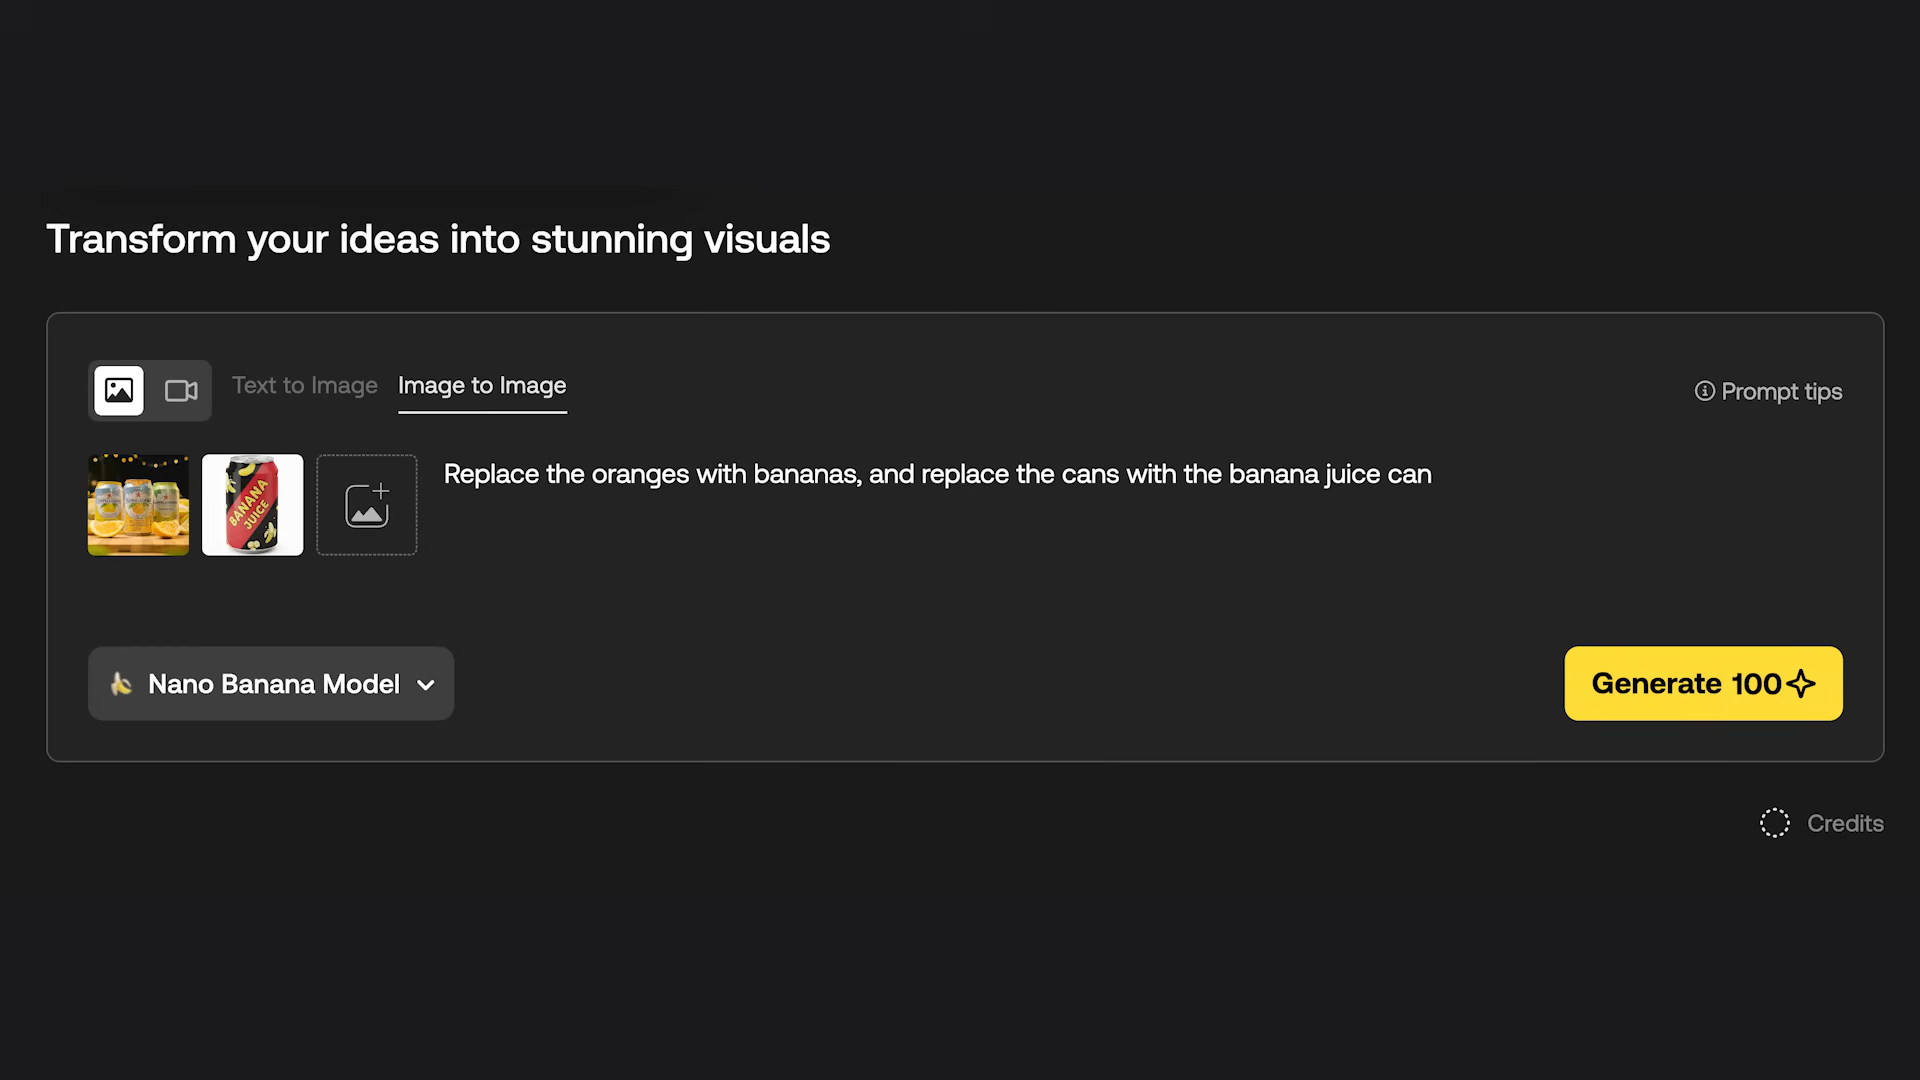 Transform your ideas into stunning visuals
Text to Image
Image to Image
Prompt tips
BANANA
JUICE
Replace the oranges with bananas, and replace the cans with the banana juice can
Nano Banana Model
Generate 100
Credits